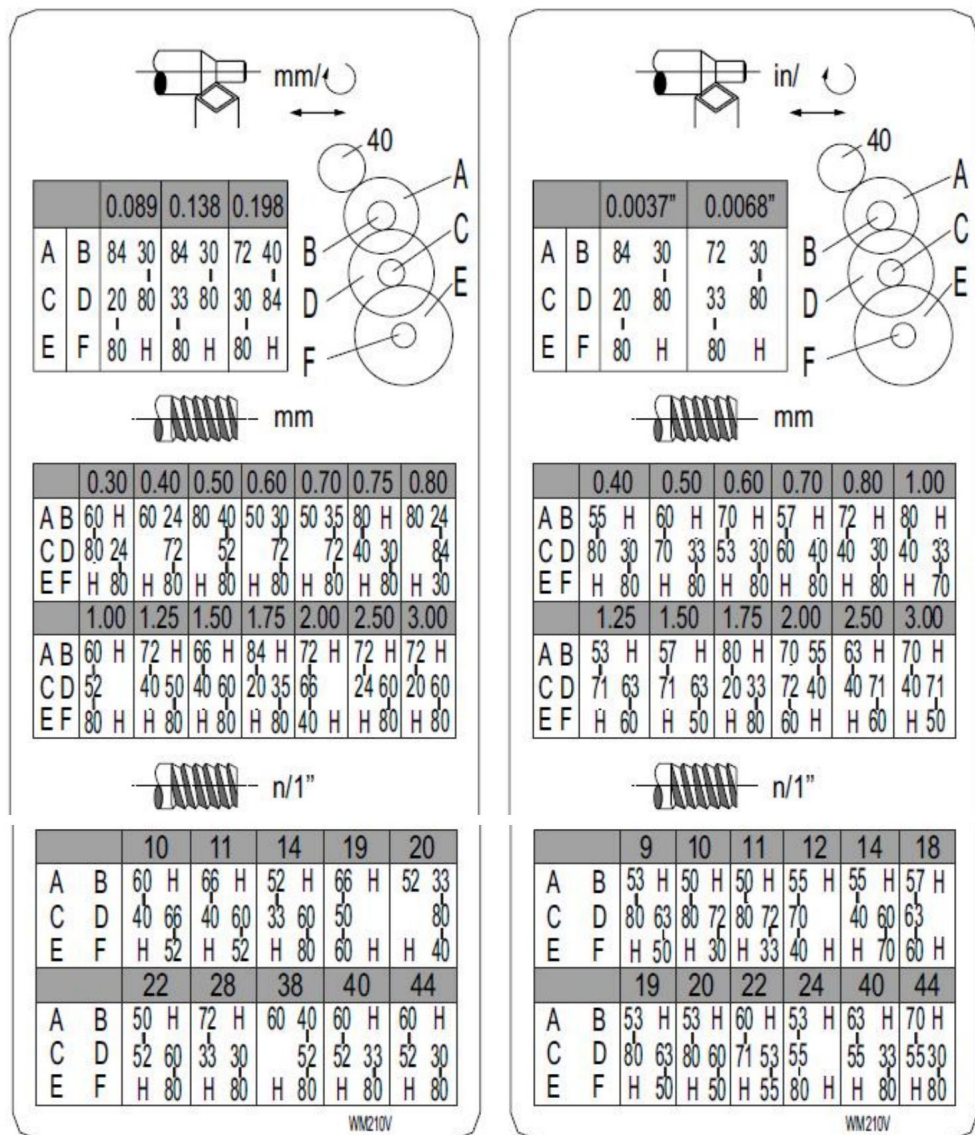 mm/
40
A
B
C
D
E
F
0.089 0.138 0.198
A B 84 30 84 30 72 40
C D 20 80 33 80 30 84
E F 80 H 80 H 80 H
mm
0.30 0.40 0.50 0.60 0.70 0.75 0.80
A B 60 H 60 24 80 40 50 30 50 35 80 H 80 24
C D 80 24 72 52 72 72 40 30 84
E F H 80 H 80 H 80 H 80 H 80 H 80 H 30
1.00 1.25 1.50 1.75 2.00 2.50 3.00
A B 60 H 72 H 66 H 84 H 72 H 72 H 72 H
C D 52 40 50 40 60 20 35 66 24 60 20 60
E F 80 H H 80 H 80 H 80 40 H H 80 H 80
n/1"
10 11 14 19 20
A B 60 H 66 H 52 H 66 H 52 33
C D 40 66 40 60 33 60 50 80
E F H 52 H 52 H 80 60 H H 40
22 28 38 40 44
A B 50 H 72 H 60 40 60 H 60 H
C D 52 60 33 30 52 52 33 52 30
E F H 80 H 80 H 80 H 80 H 80
WM210V
in/
40
A
B
C
D
E
F
0.0037" 0.0068"
A B 84 30 72 30
C D 20 80 33 80
E F 80 H 80 H
mm
0.40 0.50 0.60 0.70 0.80 1.00
A B 55 H 60 H 70 H 57 H 72 H 80 H
C D 80 30 70 33 53 30 60 40 40 30 40 33
E F H 80 H 80 H 80 H 80 H 80 H 70
1.25 1.50 1.75 2.00 2.50 3.00
A B 53 H 57 H 80 H 70 55 63 H 70 H
C D 71 63 71 63 20 33 72 40 40 71 40 71
E F H 60 H 50 H 80 60 H H 60 H 50
n/1"
9 10 11 12 14 18
A B 53 H 50 H 50 H 55 H 55 H 57 H
C D 80 63 80 72 80 72 70 40 60 63
E F H 50 H 30 H 33 40 H H 70 60 H
19 20 22 24 40 44
A B 53 H 53 H 60 H 53 H 63 H 70 H
C D 80 63 80 60 71 53 55 55 33 55 30
E F H 50 H 50 H 55 80 H H 80 H 80
WM210V